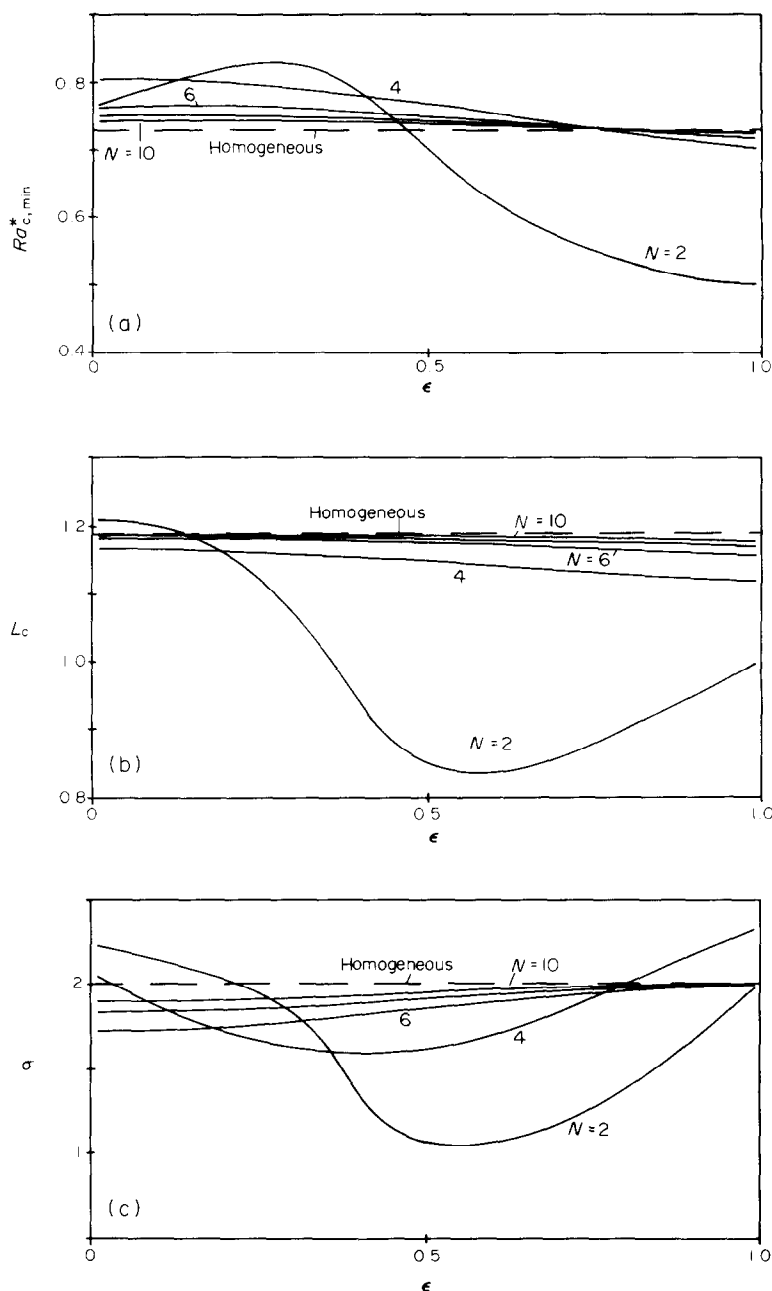 0.8
0.6
0.4
Ra*c,min
4
6
N = 10
Homogeneous
N = 2
(a)
0
0.5
1.0
ϵ
1.2
1.0
0.8
Lc
Homogeneous
N = 10
N = 6
4
N = 2
(b)
0
0.5
1.0
ϵ
2
1
0
σ
Homogeneous
N = 10
6
4
N = 2
(c)
0
0.5
1.0
ϵ